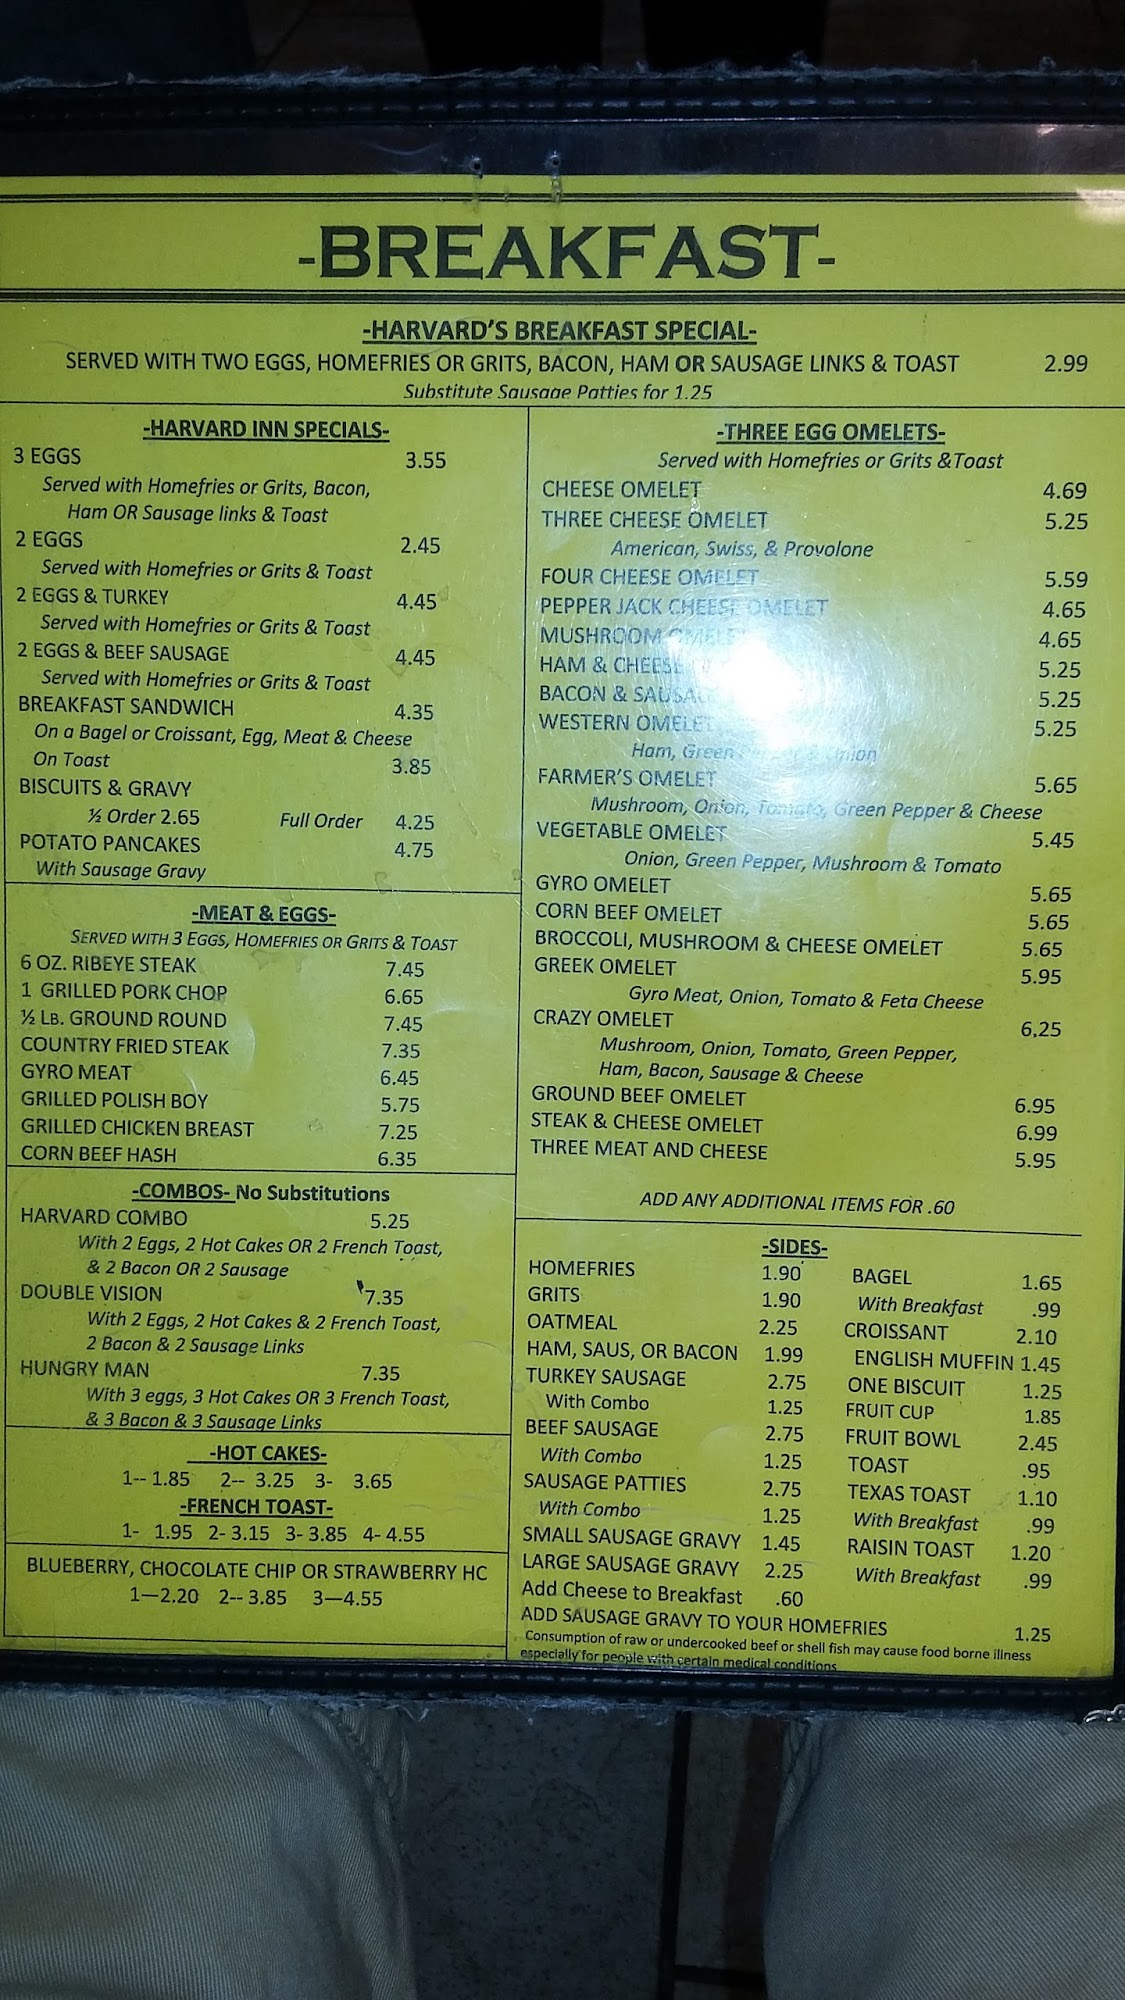 -BREAKFAST-
-HARVARD'S BREAKFAST SPECIAL-
SERVED WITH TWO EGGS, HOMEFRIES OR GRITS, BACON, HAM OR SAUSAGE LINKS & TOAST 2.99
Substitute Sausage Patties for 1.25
-HARVARD INN SPECIALS-
3 EGGS 3.55
Served with Homefries or Grits, Bacon,
Ham OR Sausage links & Toast
2 EGGS 2.45
Served with Homefries or Grits & Toast
2 EGGS & TURKEY 4.45
Served with Homefries or Grits & Toast
2 EGGS & BEEF SAUSAGE 4.45
Served with Homefries or Grits & Toast
BREAKFAST SANDWICH 4.35
On a Bagel or Croissant, Egg, Meat & Cheese
On Toast 3.85
BISCUITS & GRAVY
½ Order 2.65 Full Order 4.25
POTATO PANCAKES 4.75
With Sausage Gravy
-MEAT & EGGS-
SERVED WITH 3 EGGS, HOMEFRIES OR GRITS & TOAST
6 OZ. RIBEYE STEAK 7.45
1 GRILLED PORK CHOP 6.65
½ LB. GROUND ROUND 7.45
COUNTRY FRIED STEAK 7.35
GYRO MEAT 6.45
GRILLED POLISH BOY 5.75
GRILLED CHICKEN BREAST 7.25
CORN BEEF HASH 6.35
-COMBOS- No Substitutions
HARVARD COMBO 5.25
With 2 Eggs, 2 Hot Cakes OR 2 French Toast,
& 2 Bacon OR 2 Sausage
DOUBLE VISION 7.35
With 2 Eggs, 2 Hot Cakes & 2 French Toast,
2 Bacon & 2 Sausage Links
HUNGRY MAN 7.35
With 3 eggs, 3 Hot Cakes OR 3 French Toast,
& 3 Bacon & 3 Sausage Links
-HOT CAKES-
1-- 1.85 2-- 3.25 3- 3.65
-FRENCH TOAST-
1- 1.95 2- 3.15 3- 3.85 4- 4.55
BLUEBERRY, CHOCOLATE CHIP OR STRAWBERRY HC
1—2.20 2-- 3.85 3—4.55
-THREE EGG OMELETS-
Served with Homefries or Grits &Toast
CHEESE OMELET 4.69
THREE CHEESE OMELET 5.25
American, Swiss, & Provolone
FOUR CHEESE OMELET 5.59
PEPPER JACK CHEESE OMELET 4.65
MUSHROOM OMELET 4.65
HAM & CHEESE 5.25
BACON & SAUSAGE 5.25
WESTERN OMELET 5.25
Ham, Green Pepper & Onion
FARMER'S OMELET 5.65
Mushroom, Onion, Tomato, Green Pepper & Cheese
VEGETABLE OMELET 5.45
Onion, Green Pepper, Mushroom & Tomato
GYRO OMELET 5.65
CORN BEEF OMELET 5.65
BROCCOLI, MUSHROOM & CHEESE OMELET 5.65
GREEK OMELET 5.95
Gyro Meat, Onion, Tomato & Feta Cheese
CRAZY OMELET 6.25
Mushroom, Onion, Tomato, Green Pepper,
Ham, Bacon, Sausage & Cheese
GROUND BEEF OMELET 6.95
STEAK & CHEESE OMELET 6.99
THREE MEAT AND CHEESE 5.95
ADD ANY ADDITIONAL ITEMS FOR .60
-SIDES-
HOMEFRIES 1.90
GRITS 1.90
OATMEAL 2.25
HAM, SAUS, OR BACON 1.99
TURKEY SAUSAGE 2.75
With Combo 1.25
BEEF SAUSAGE 2.75
With Combo 1.25
SAUSAGE PATTIES 2.75
With Combo 1.25
SMALL SAUSAGE GRAVY 1.45
LARGE SAUSAGE GRAVY 2.25
Add Cheese to Breakfast .60
BAGEL 1.65
With Breakfast .99
CROISSANT 2.10
ENGLISH MUFFIN 1.45
ONE BISCUIT 1.25
FRUIT CUP 1.85
FRUIT BOWL 2.45
TOAST .95
TEXAS TOAST 1.10
With Breakfast .99
RAISIN TOAST 1.20
With Breakfast .99
ADD SAUSAGE GRAVY TO YOUR HOMEFRIES 1.25
Consumption of raw or undercooked beef or shell fish may cause food borne illness
especially for people with certain medical conditions